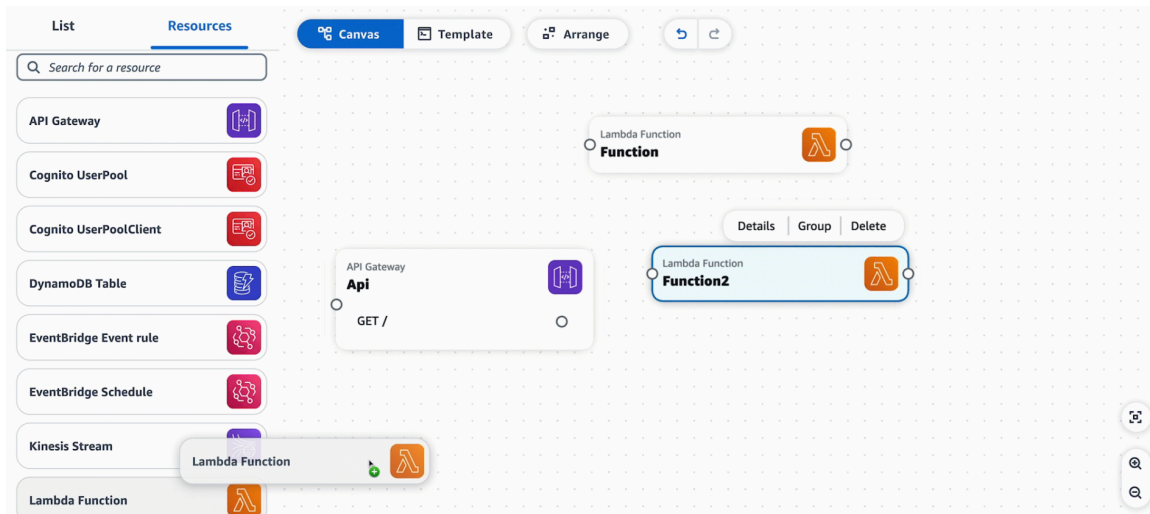 List
Resources
Canvas
Template
Arrange
Search for a resource
API Gateway
Cognito UserPool
Cognito UserPoolClient
DynamoDB Table
EventBridge Event rule
EventBridge Schedule
Kinesis Stream
Lambda Function
Lambda Function
Lambda Function
Function
Details
Group
Delete
Lambda Function
Function2
API Gateway
Api
GET /